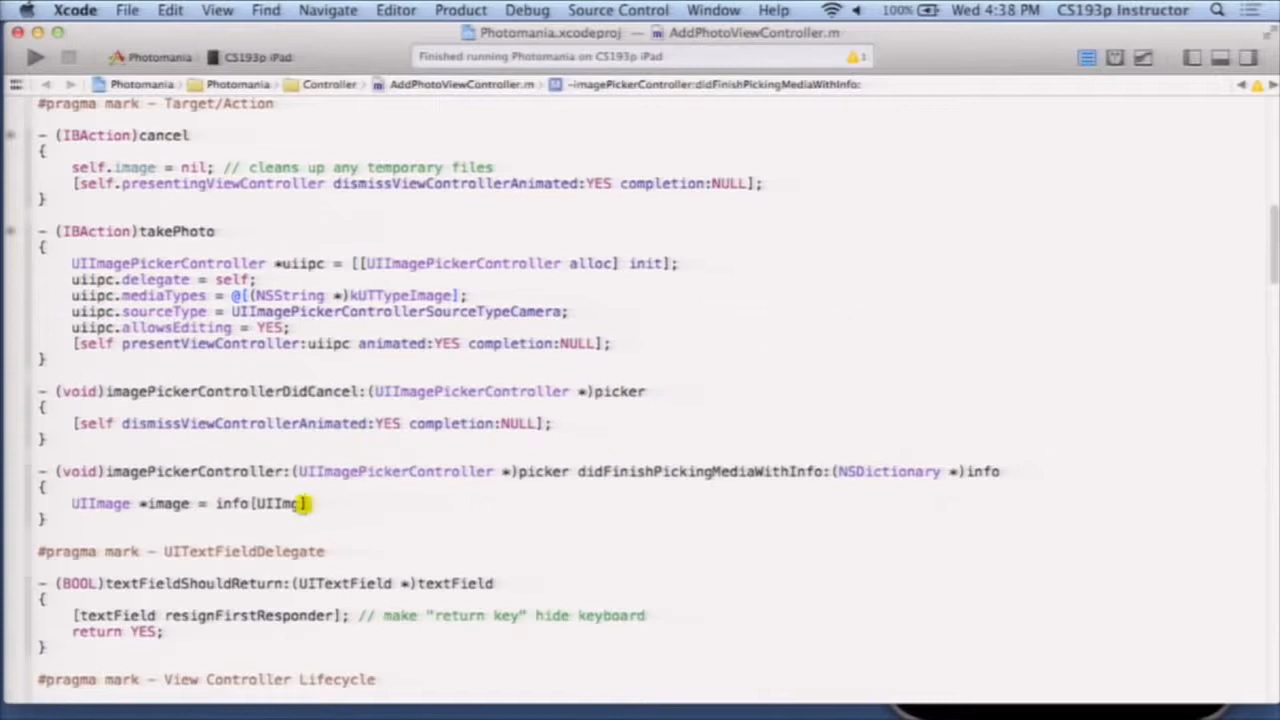 Xcode File Edit View Find Navigate Editor Product Debug Source Control Window Help 100% Wed 4:38 PM CS193p Instructor
Photomania.xcodeproj — AddPhotoViewController.m
Photomania CS193p iPad Finished running Photomania on CS193p iPad 1
Photomania Photomania Controller AddPhotoViewController.m -imagePickerController:didFinishPickingMediaWithInfo:
#pragma mark - Target/Action
- (IBAction)cancel
{
self.image = nil; // cleans up any temporary files
[self.presentingViewController dismissViewControllerAnimated:YES completion:NULL];
}
- (IBAction)takePhoto
{
UIImagePickerController *uiipc = [[UIImagePickerController alloc] init];
uiipc.delegate = self;
uiipc.mediaTypes = @[(NSString *)kUTTypeImage];
uiipc.sourceType = UIImagePickerControllerSourceTypeCamera;
uiipc.allowsEditing = YES;
[self presentViewController:uiipc animated:YES completion:NULL];
}
- (void)imagePickerControllerDidCancel:(UIImagePickerController *)picker
{
[self dismissViewControllerAnimated:YES completion:NULL];
}
- (void)imagePickerController:(UIImagePickerController *)picker didFinishPickingMediaWithInfo:(NSDictionary *)info
{
UIImage *image = info[UIImg]
}
#pragma mark - UITextFieldDelegate
- (BOOL)textFieldShouldReturn:(UITextField *)textField
{
[textField resignFirstResponder]; // make "return key" hide keyboard
return YES;
}
#pragma mark - View Controller Lifecycle